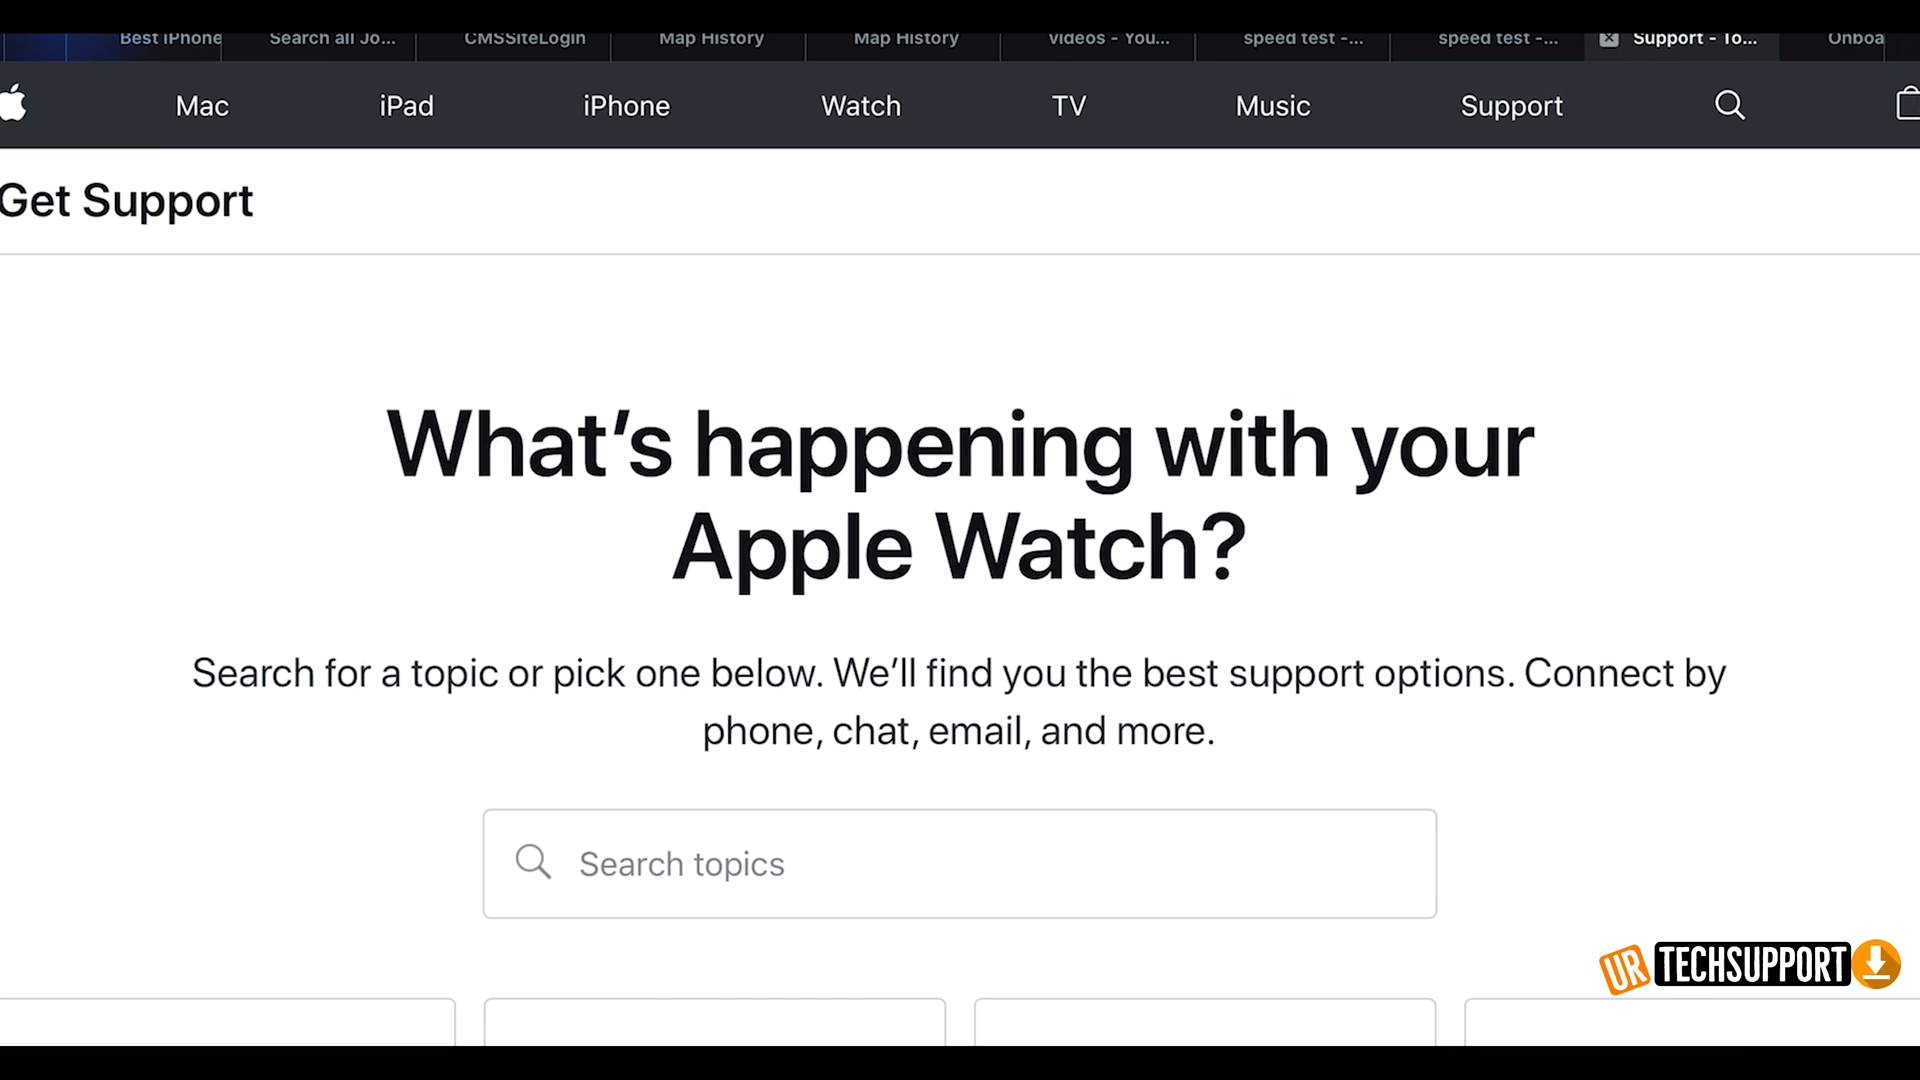 Best iPhone
Search all Jo...
CMSSiteLogin
Map History
Map History
Videos - You...
speed test -...
speed test -...
Support - To...
Onboa
Mac
iPad
iPhone
Watch
TV
Music
Support
Get Support
What’s happening with your
Apple Watch?
Search for a topic or pick one below. We’ll find you the best support options. Connect by
phone, chat, email, and more.
Search topics
UR TECHSUPPORT